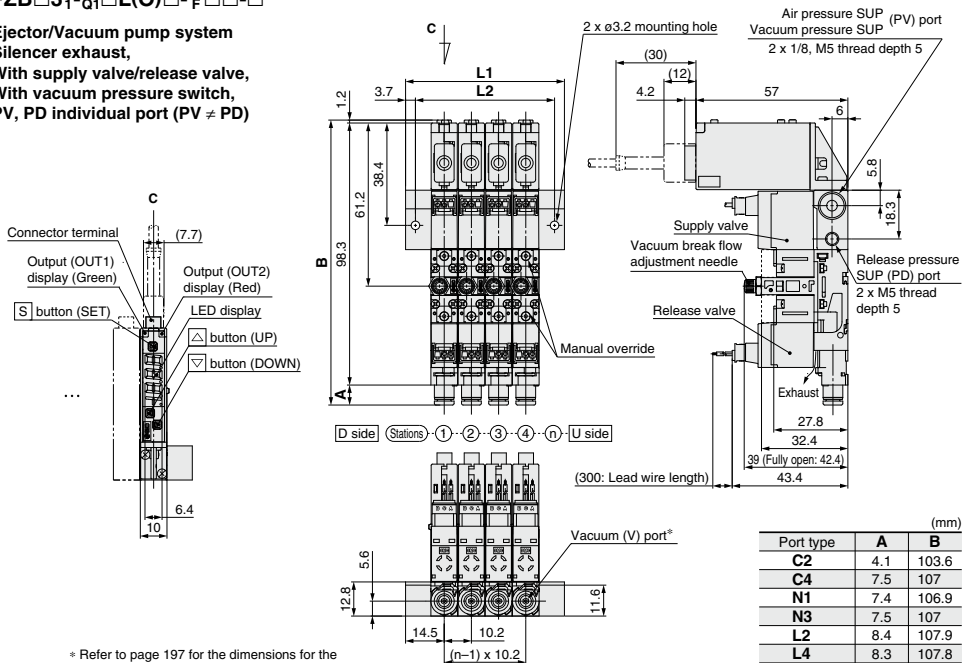 Ejector/Vacuum pump system
Silencer exhaust,
With supply valve/release valve,
With vacuum pressure switch,
PV, PD individual port (PV ≠ PD)
C
2 x ø3.2 mounting hole
Air pressure SUP
Vacuum pressure SUP
(PV) port
2 x 1/8, M5 thread depth 5
L1
L2
3.7
1.2
38.4
61.2
98.3
B
A
(30)
(12)
4.2
57
6
5.8
18.3
Supply valve
Vacuum break flow
adjustment needle
Release valve
Release pressure
SUP (PD) port
2 x M5 thread
depth 5
Manual override
Exhaust
27.8
32.4
39 (Fully open: 42.4)
43.4
(300: Lead wire length)
C
Connector terminal
(7.7)
Output (OUT1)
display (Green)
Output (OUT2)
display (Red)
S button (SET)
LED display
△ button (UP)
▽ button (DOWN)
...
6.4
10
D side (Stations) 1 2 3 4 n U side
Vacuum (V) port*
5.6
12.8
11.6
14.5
10.2
(n–1) x 10.2
(mm)
Port type A B
C2 4.1 103.6
C4 7.5 107
N1 7.4 106.9
N3 7.5 107
L2 8.4 107.9
L4 8.3 107.8
* Refer to page 197 for the dimensions for the